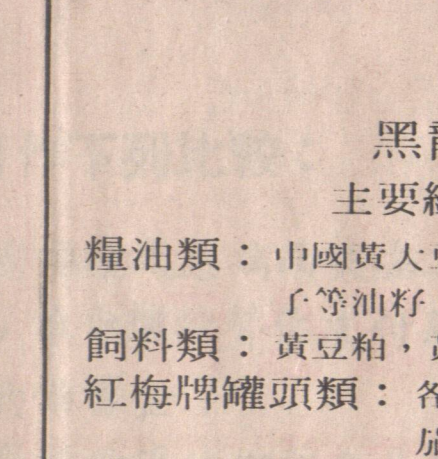 黑
主要
糧油類：中國黃大
子等油籽
飼料類：黃豆粕，
紅梅牌罐頭類：各